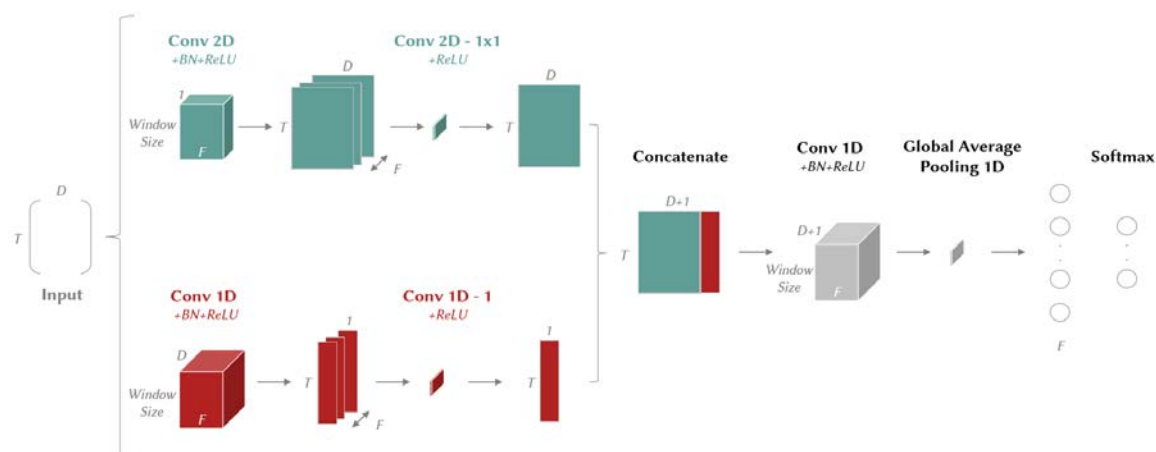 D
T
Input
Conv 2D
+BN+ReLU
1
Window
Size
F
D
T
F
Conv 2D - 1x1
+ReLU
D
T
Conv 1D
+BN+ReLU
D
Window
Size
F
1
T
F
Conv 1D - 1
+ReLU
1
T
Concatenate
D+1
T
Conv 1D
+BN+ReLU
D+1
Window
Size
F
Global Average
Pooling 1D
F
Softmax